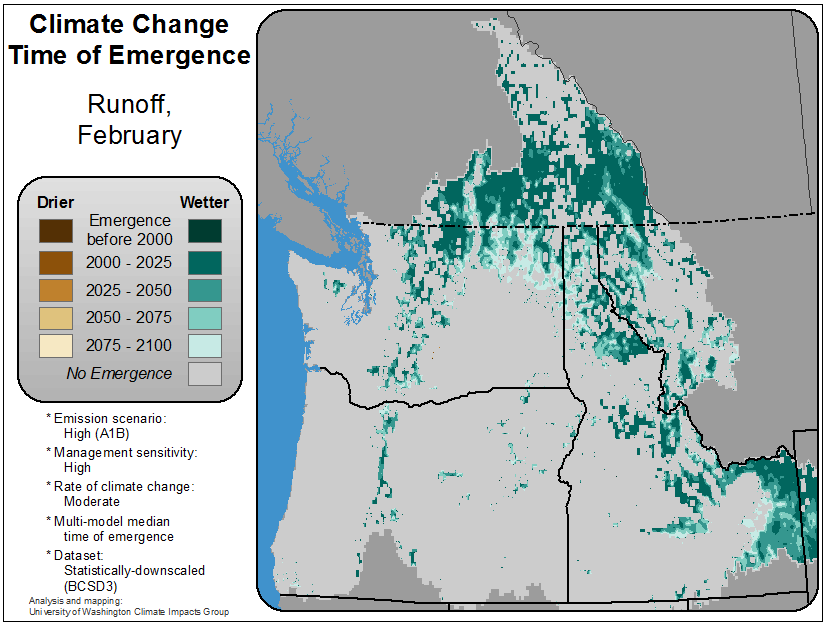 Climate Change
Time of Emergence
Runoff,
February
Drier Wetter
Emergence
before 2000
2000 - 2025
2025 - 2050
2050 - 2075
2075 - 2100
No Emergence
* Emission scenario:
High (A1B)
* Management sensitivity:
High
* Rate of climate change:
Moderate
* Multi-model median
time of emergence
* Dataset:
Statistically-downscaled
(BCSD3)
Analysis and mapping:
University of Washington Climate Impacts Group